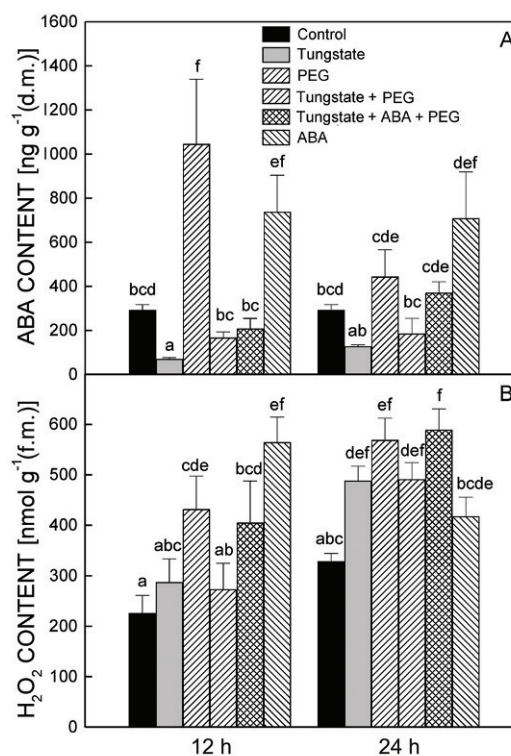 1600
1400
1200
1000
800
600
400
200
0
ABA CONTENT [ng g⁻¹(d.m.)]
A
Control
Tungstate
PEG
Tungstate + PEG
Tungstate + ABA + PEG
ABA
bcd
a
f
bc
bc
ef
bcd
ab
cde
bc
cde
def
600
500
400
300
200
100
0
H₂O₂ CONTENT [nmol g⁻¹(f.m.)]
B
a
abc
cde
ab
bcd
ef
abc
def
ef
def
f
bcde
12 h
24 h